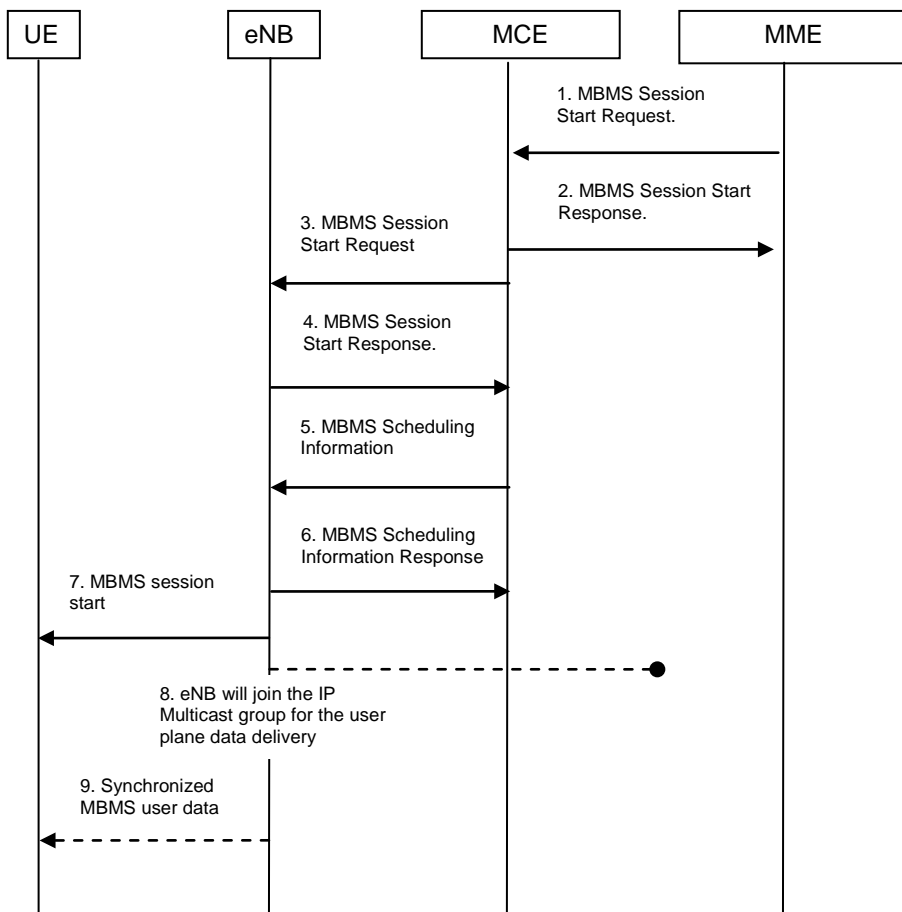 UE
eNB
MCE
MME
1. MBMS Session
Start Request.
2. MBMS Session Start
Response.
3. MBMS Session
Start Request
4. MBMS Session
Start Response.
5. MBMS Scheduling
Information
6. MBMS Scheduling
Information Response
7. MBMS session
start
8. eNB will join the IP
Multicast group for the user
plane data delivery
9. Synchronized
MBMS user data